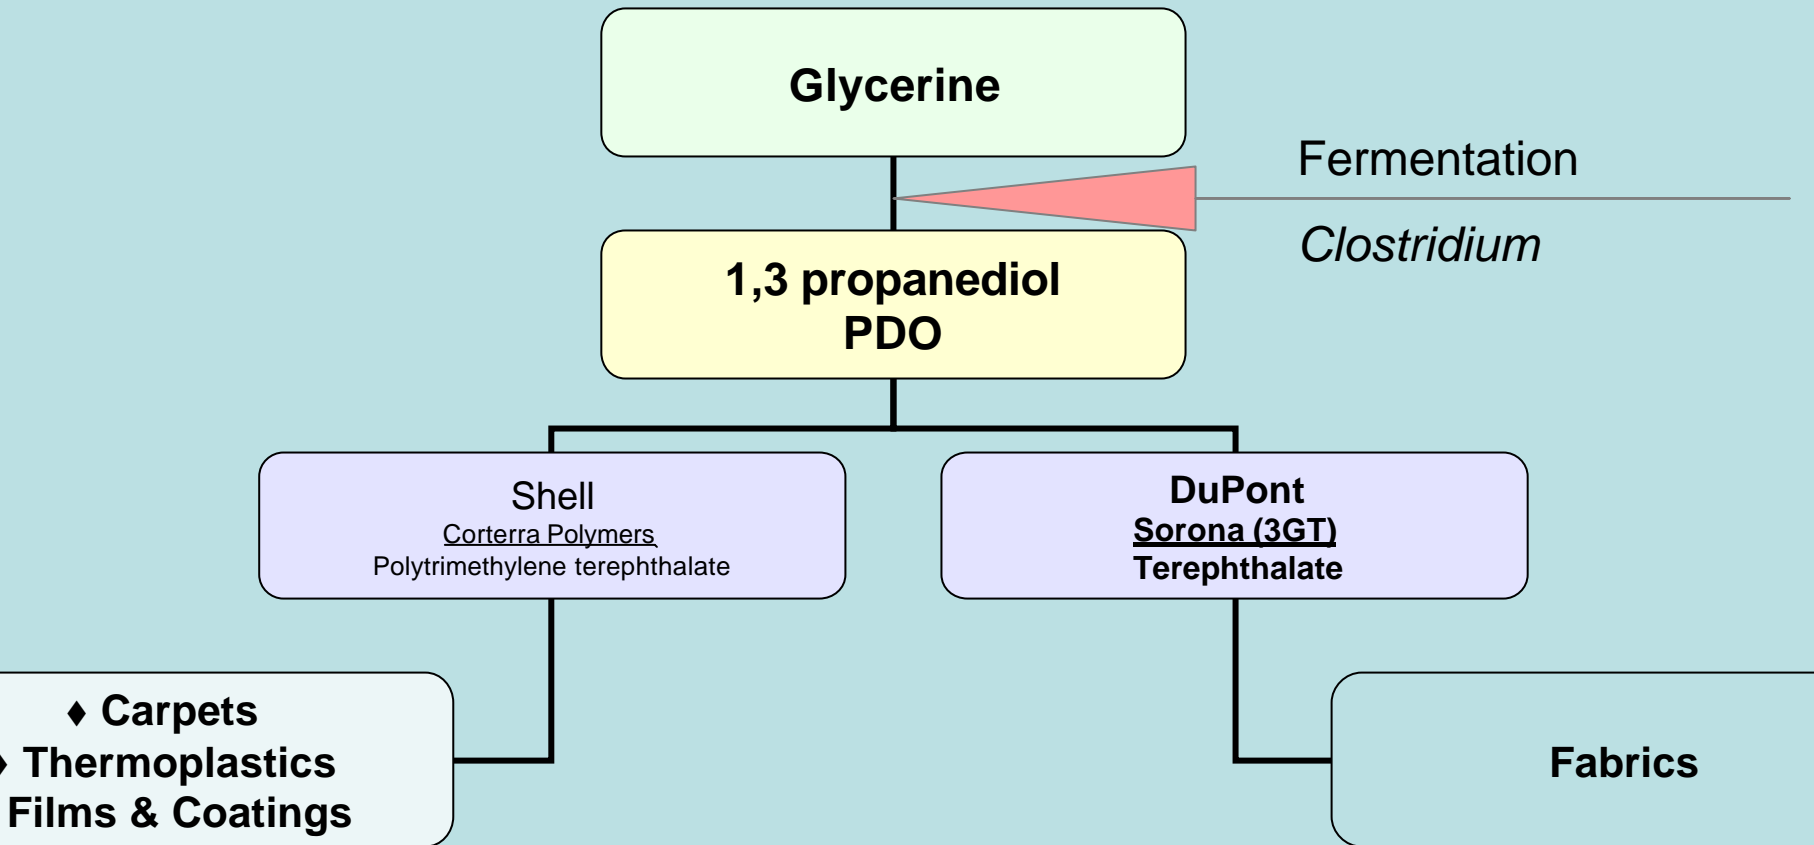 Glycerine
Fermentation
Clostridium
1,3 propanediol
PDO
Shell
Corterra Polymers
Polytrimethylene terephthalate
DuPont
Sorona (3GT)
Terephthalate
♦ Carpets
♦ Thermoplastics
Films & Coatings
Fabrics